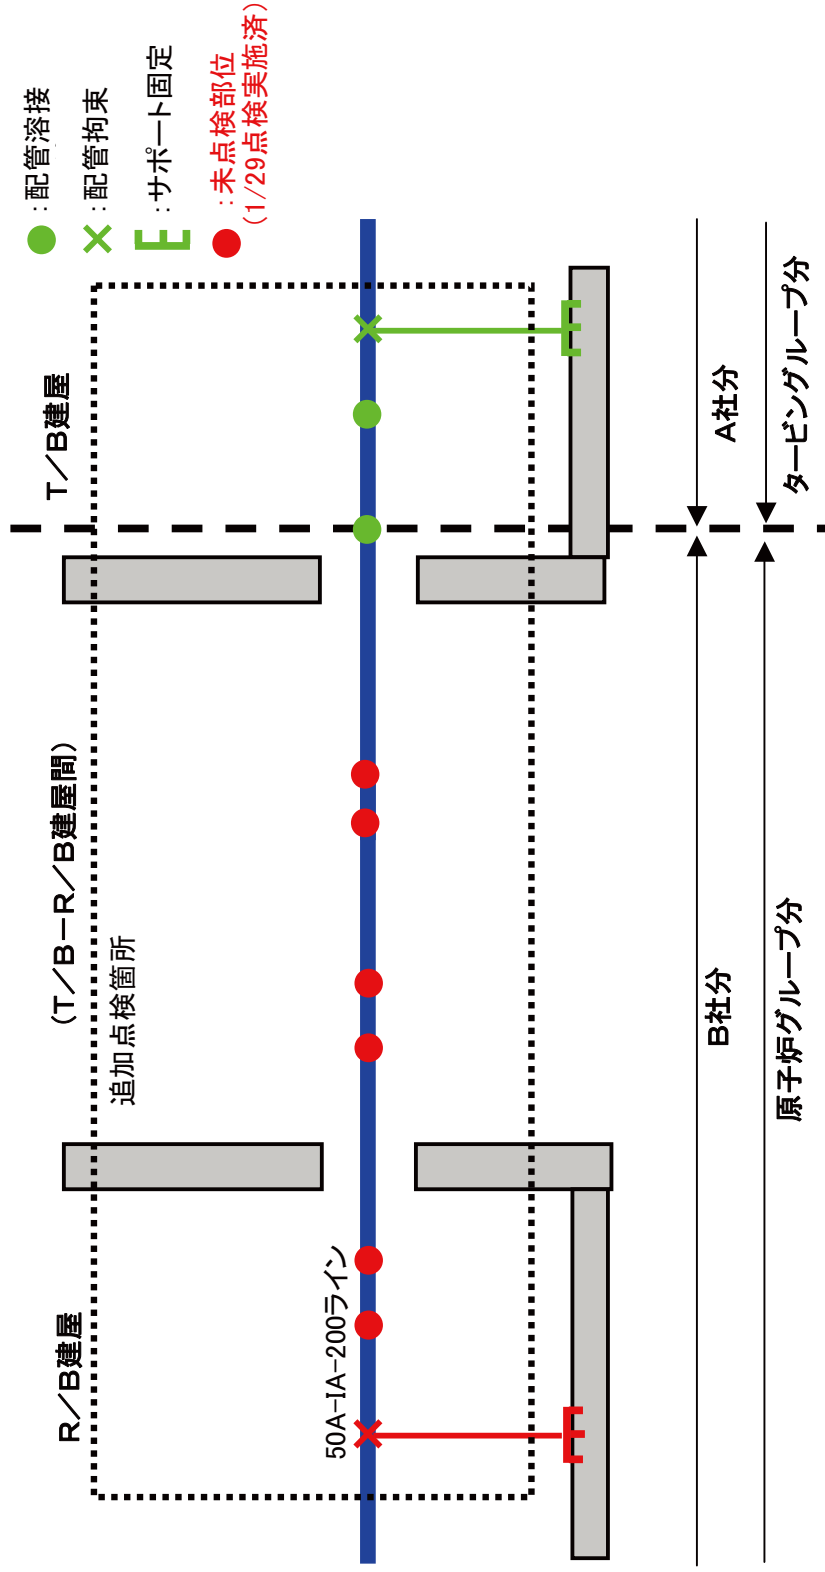 R/B建屋
(T/B-R/B建屋間)
T/B建屋
追加点検箇所
50A-IA-200ライン
:配管溶接
:配管拘束
:サポート固定
:未点検部位
(1/29点検実施済)
B社分
A社分
原子炉グループ分
タービングループ分